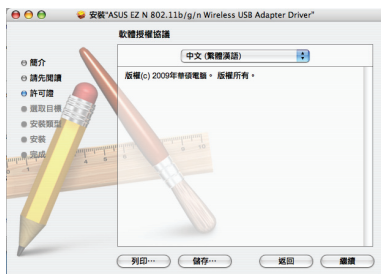 安裝"ASUS EZ N 802.11b/g/n Wireless USB Adapter Driver"
軟體授權協議
簡介
請先閱讀
許可證
選取目標
安裝類型
安裝
完成
中文 (繁體漢語)
版權(c) 2009年華碩電腦。 版權所有。
列印⋯
儲存⋯
返回
繼續